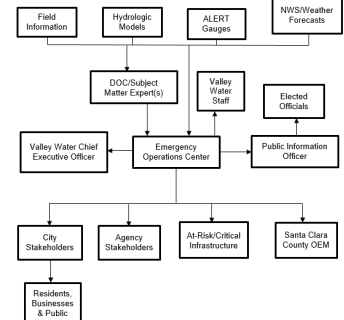 Field
Information
Hydrologic
Models
ALERT
Gauges
NWS/Weather
Forecasts
DOC/Subject
Matter Expert(s)
Valley
Water
Staff
Elected
Officials
Valley Water Chief
Executive Officer
Emergency
Operations Center
Public Information
Officer
City
Stakeholders
Agency
Stakeholders
At-Risk/Critical
Infrastructure
Santa Clara
County OEM
Residents,
Businesses
& Public